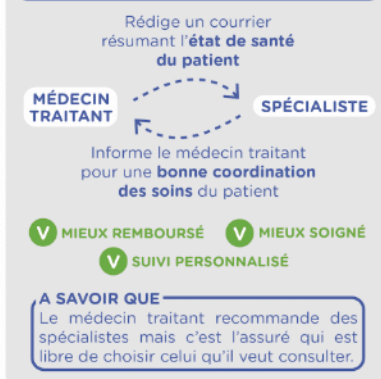 Rédige un courrier
résumant l'état de santé
du patient
MÉDECIN
TRAITANT
SPÉCIALISTE
Informe le médecin traitant
pour une bonne coordination
des soins du patient
V MIEUX REMBOURSÉ V MIEUX SOIGNÉ
V SUIVI PERSONNALISÉ
A SAVOIR QUE
Le médecin traitant recommande des
spécialistes mais c'est l'assuré qui est
libre de choisir celui qu'il veut consulter.